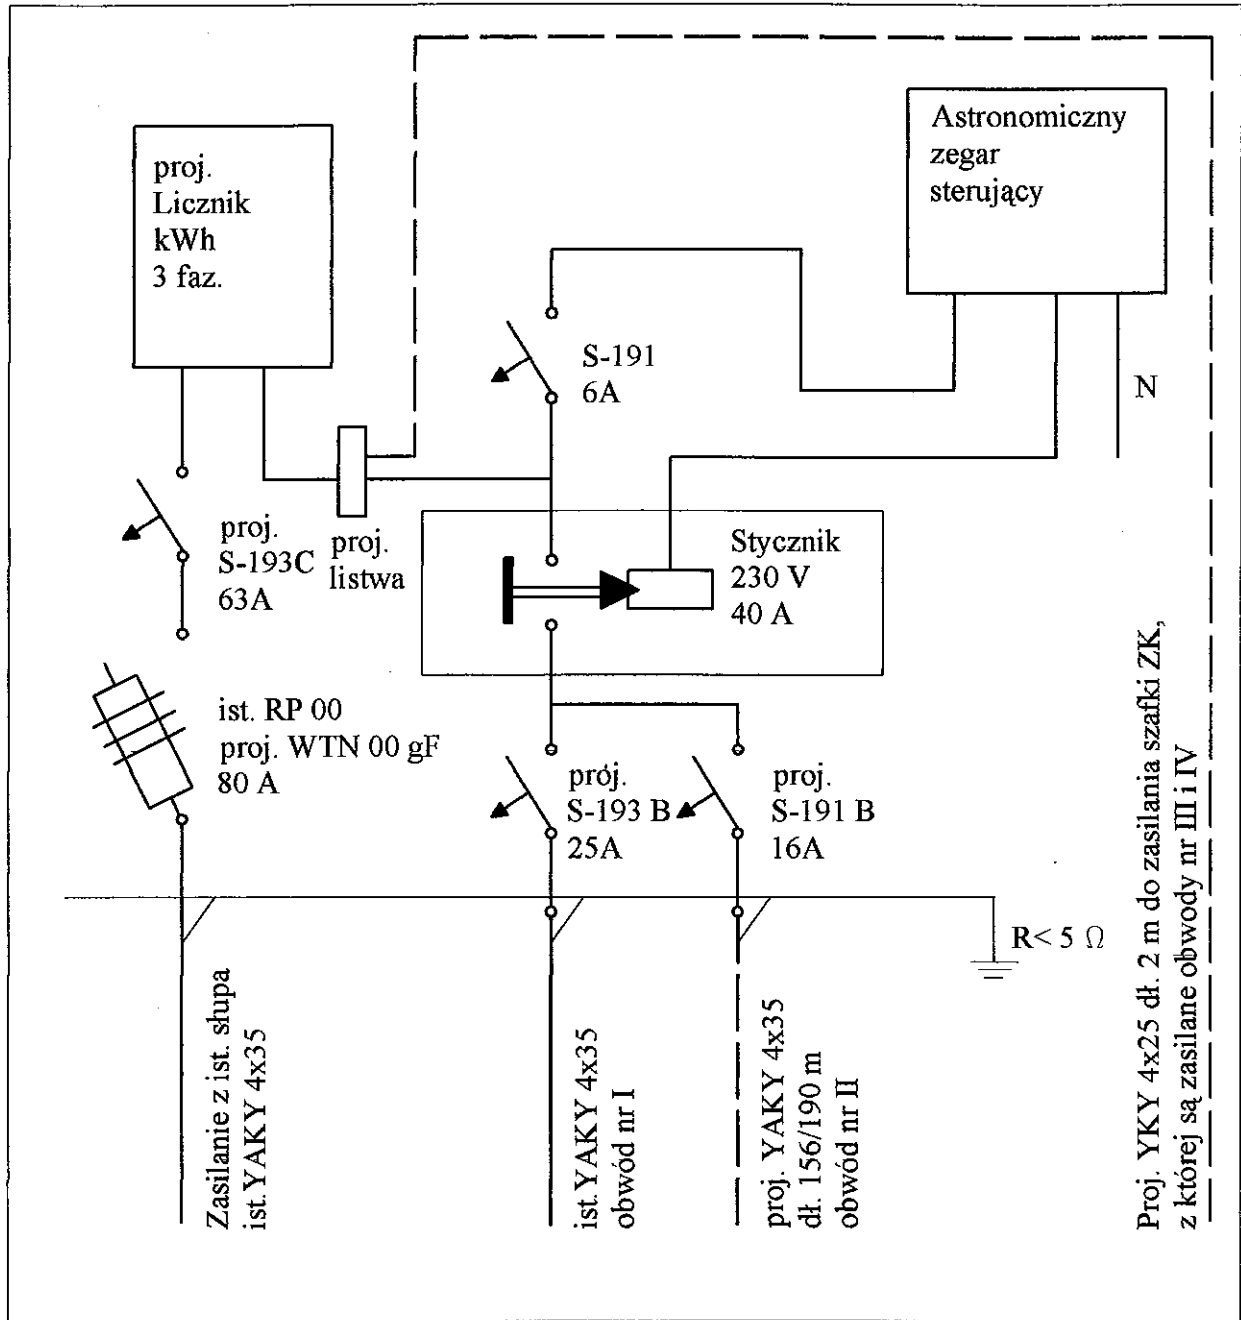 proj.
Licznik
kWh
3 faz.
Astronomiczny
zegar
sterujący
S-191
6A
N
proj.
S-193C
63A
proj.
listwa
Stycznik
230 V
40 A
ist. RP 00
proj. WTN 00 gF
80 A
prój.
S-193 B
25A
proj.
S-191 B
16A
R< 5 Ω
Zasilanie z ist. słupa
ist.YAKY 4x35
ist.YAKY 4x35
obwód nr I
proj. YAKY 4x35
dł. 156/190 m
obwód nr II
Proj. YKY 4x25 dł. 2 m do zasilania szafki ZK,
z której są zasilane obwody nr III i IV